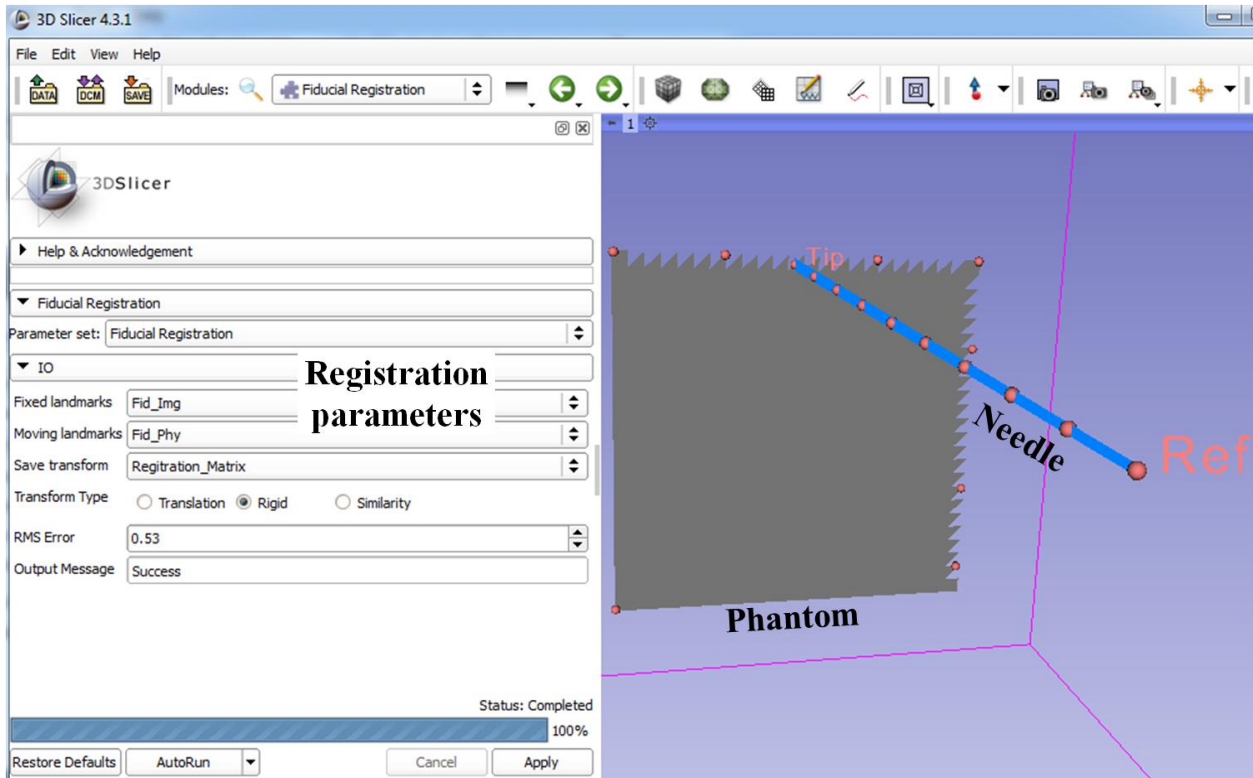 3D Slicer 4.3.1
File Edit View Help
DATA DCM SAVE Modules: Fiducial Registration
1
3DSlicer
Help & Acknowledgement
Fiducial Registration
Parameter set: Fiducial Registration
IO
Registration
parameters
Fixed landmarks Fid_Img
Moving landmarks Fid_Phy
Save transform Regitration_Matrix
Transform Type Translation Rigid Similarity
RMS Error 0.53
Output Message Success
Status: Completed
100%
Restore Defaults AutoRun Cancel Apply
Tip
Needle
Ref
Phantom